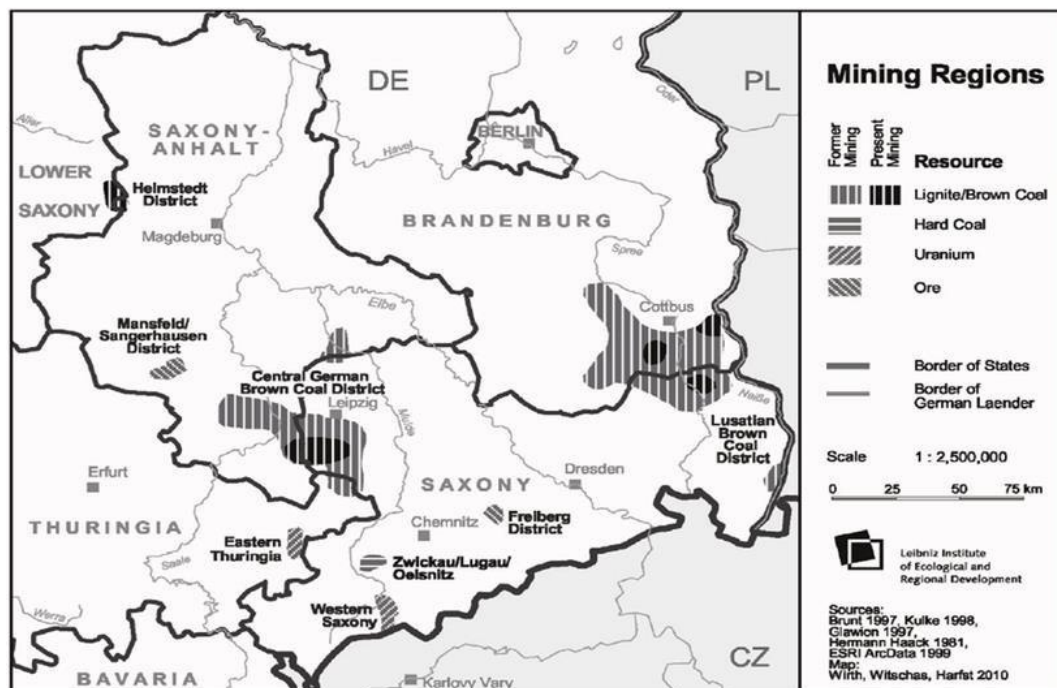 DE
PL
Oder
Aller
SAXONY-
ANHALT
BERLIN
Havel
LOWER
SAXONY
Helmstedt
District
Magdeburg
BRANDENBURG
Spree
Elbe
Cottbus
Mansfeld/
Sangerhausen
District
Central German
Brown Coal District
Leipzig
Mulde
Neiße
Lusatian
Brown
Coal
District
Erfurt
Dresden
SAXONY
THURINGIA
Chemnitz
Freiberg
District
Eastern
Thuringia
Saale
Zwickau/Lugau/
Oelsnitz
Western
Saxony
Werra
CZ
BAVARIA
Karlovy Vary
Mining Regions
Former
Mining
Present
Mining
Resource
Lignite/Brown Coal
Hard Coal
Uranium
Ore
Border of States
Border of
German Laender
Scale 1 : 2,500,000
0 25 50 75 km
Leibniz Institute
of Ecological and
Regional Development
Sources:
Brunt 1997, Kulke 1998,
Glawion 1997,
Hermann Haack 1981,
ESRI ArcData 1999
Map:
Wirth, Witschas, Harfst 2010